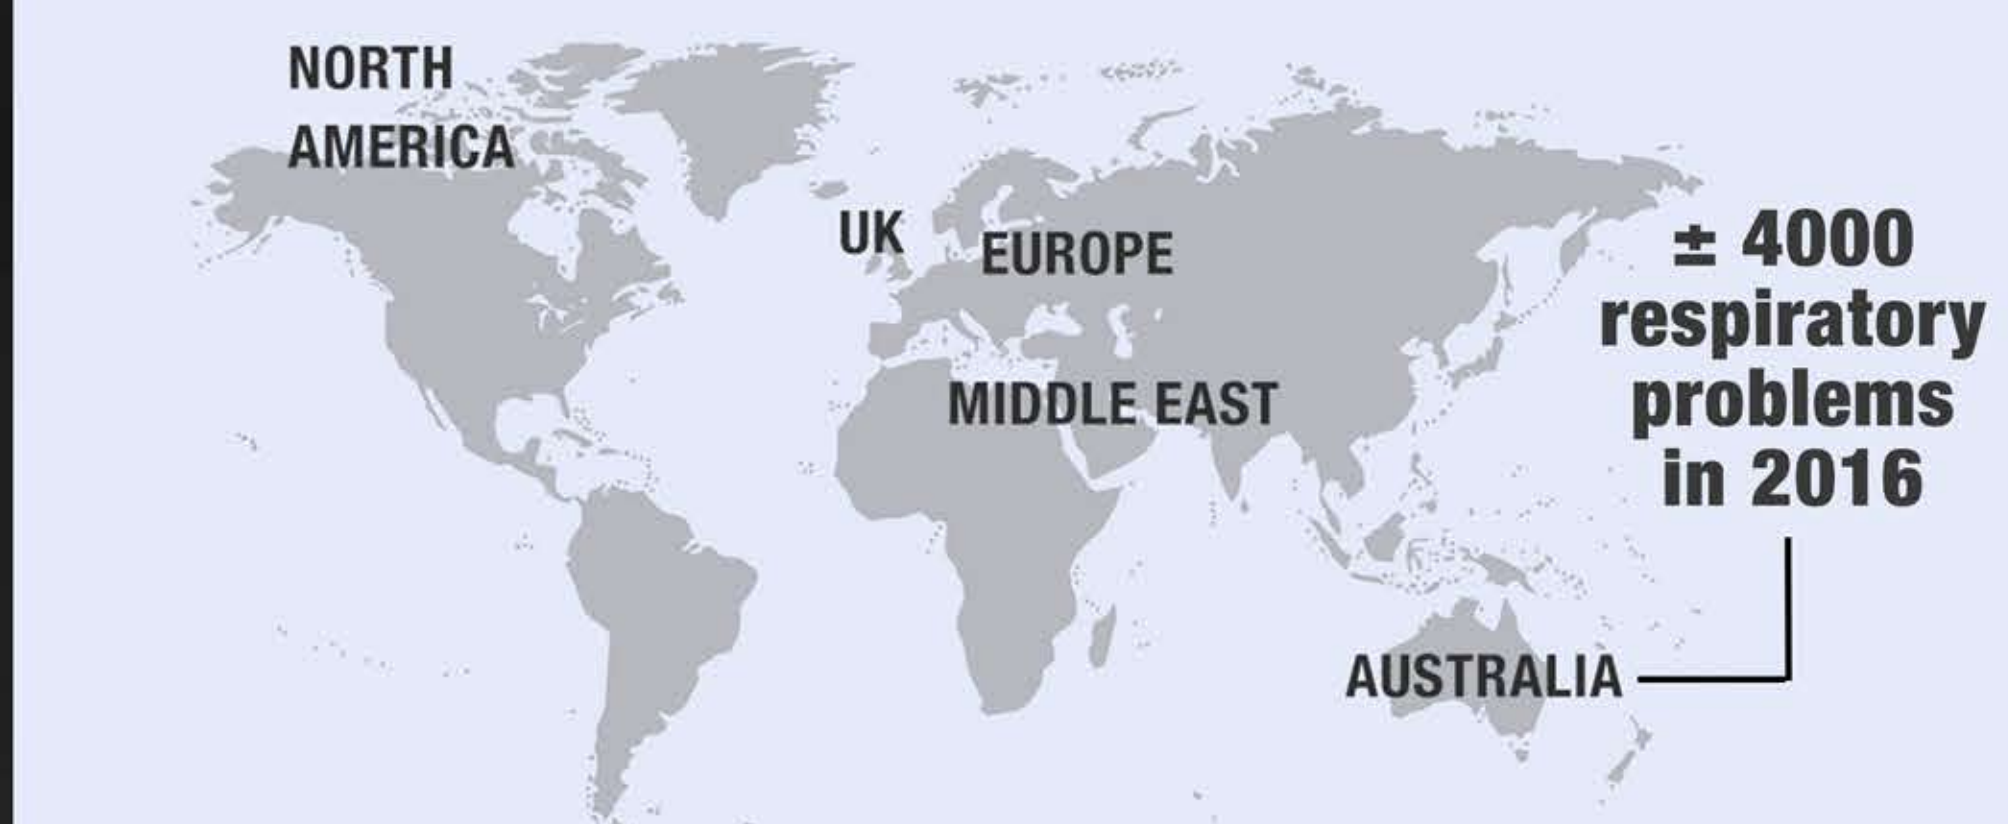 NORTH
AMERICA
UK
EUROPE
MIDDLE EAST
± 4000
respiratory
problems
in 2016
AUSTRALIA